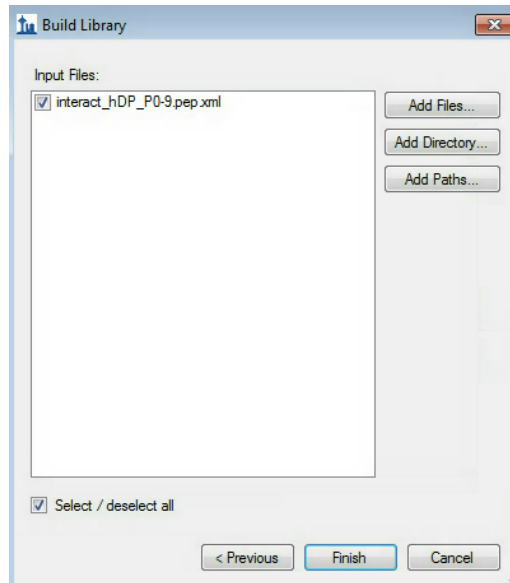 Build Library
Input Files:
interact_hDP_P0-9.pep.xml
Add Files...
Add Directory...
Add Paths...
Select / deselect all
< Previous
Finish
Cancel